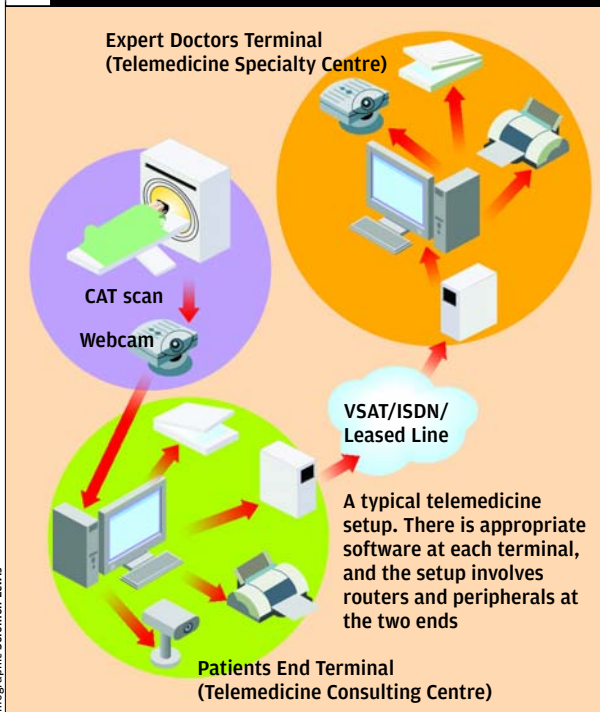 Expert Doctors Terminal
(Telemedicine Specialty Centre)
CAT scan
Webcam
VSAT/ISDN/
Leased Line
A typical telemedicine
setup. There is appropriate
software at each terminal,
and the setup involves
routers and peripherals at
the two ends
Patients End Terminal
(Telemedicine Consulting Centre)